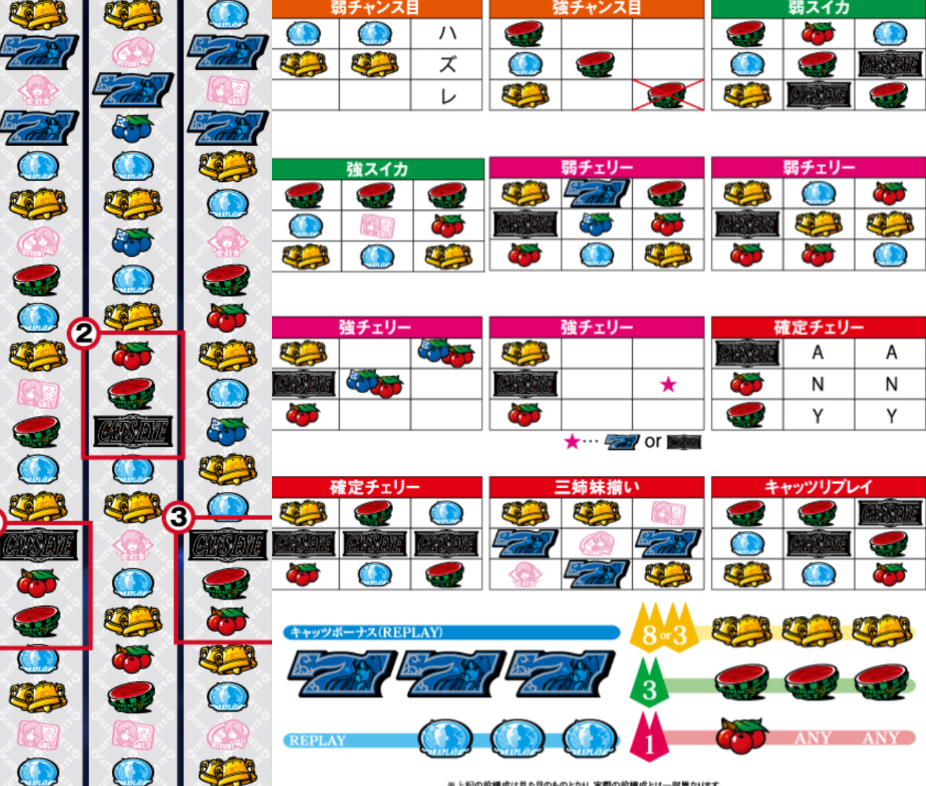 弱チャンス目
強チャンス目
弱スイカ
ハ
ズ
レ
強スイカ
弱チェリー
弱チェリー
2
強チェリー
強チェリー
確定チェリー
A A
N N
Y Y
★… or
確定チェリー
三姉妹揃い
キャッツリプレイ
3
キャッツボーナス(REPLAY)
8 or 3
3
REPLAY
1
ANY ANY